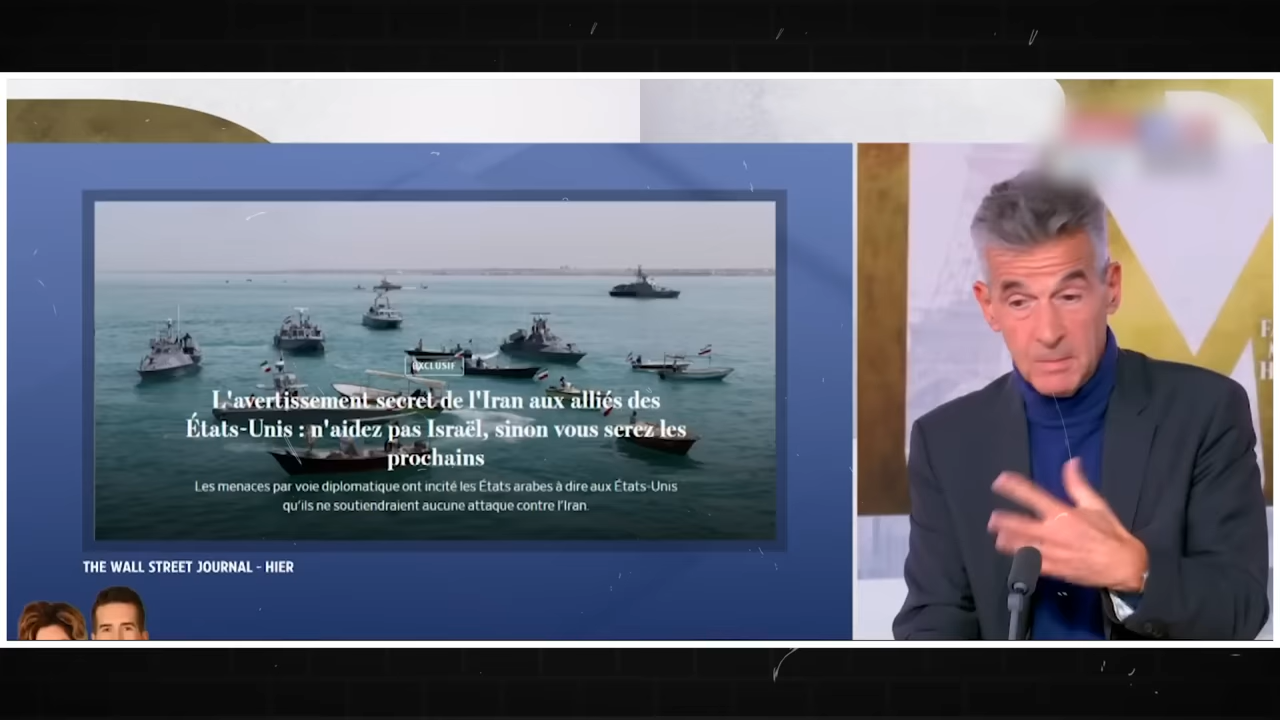 EXCLUSIF
L'avertissement secret de l'Iran aux alliés des
États-Unis : n'aidez pas Israël, sinon vous serez les
prochains
Les menaces par voie diplomatique ont incité les États arabes à dire aux États-Unis
qu'ils ne soutiendraient aucune attaque contre l'Iran.
THE WALL STREET JOURNAL - HIER